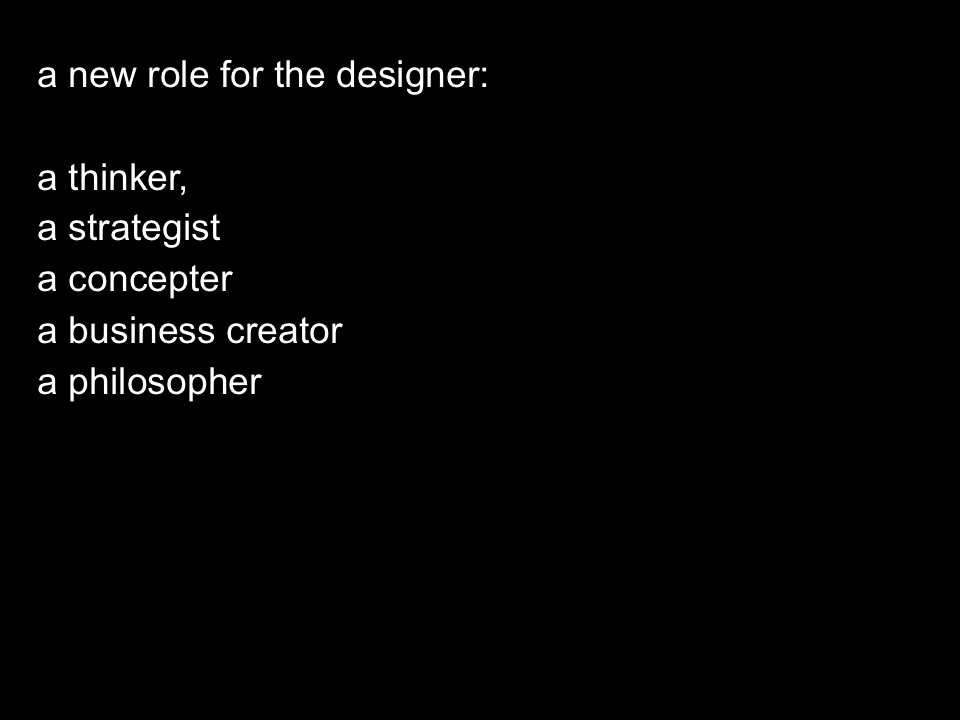 a new role for the designer:
a thinker,
a strategist
a concepter
a business creator
a philosopher